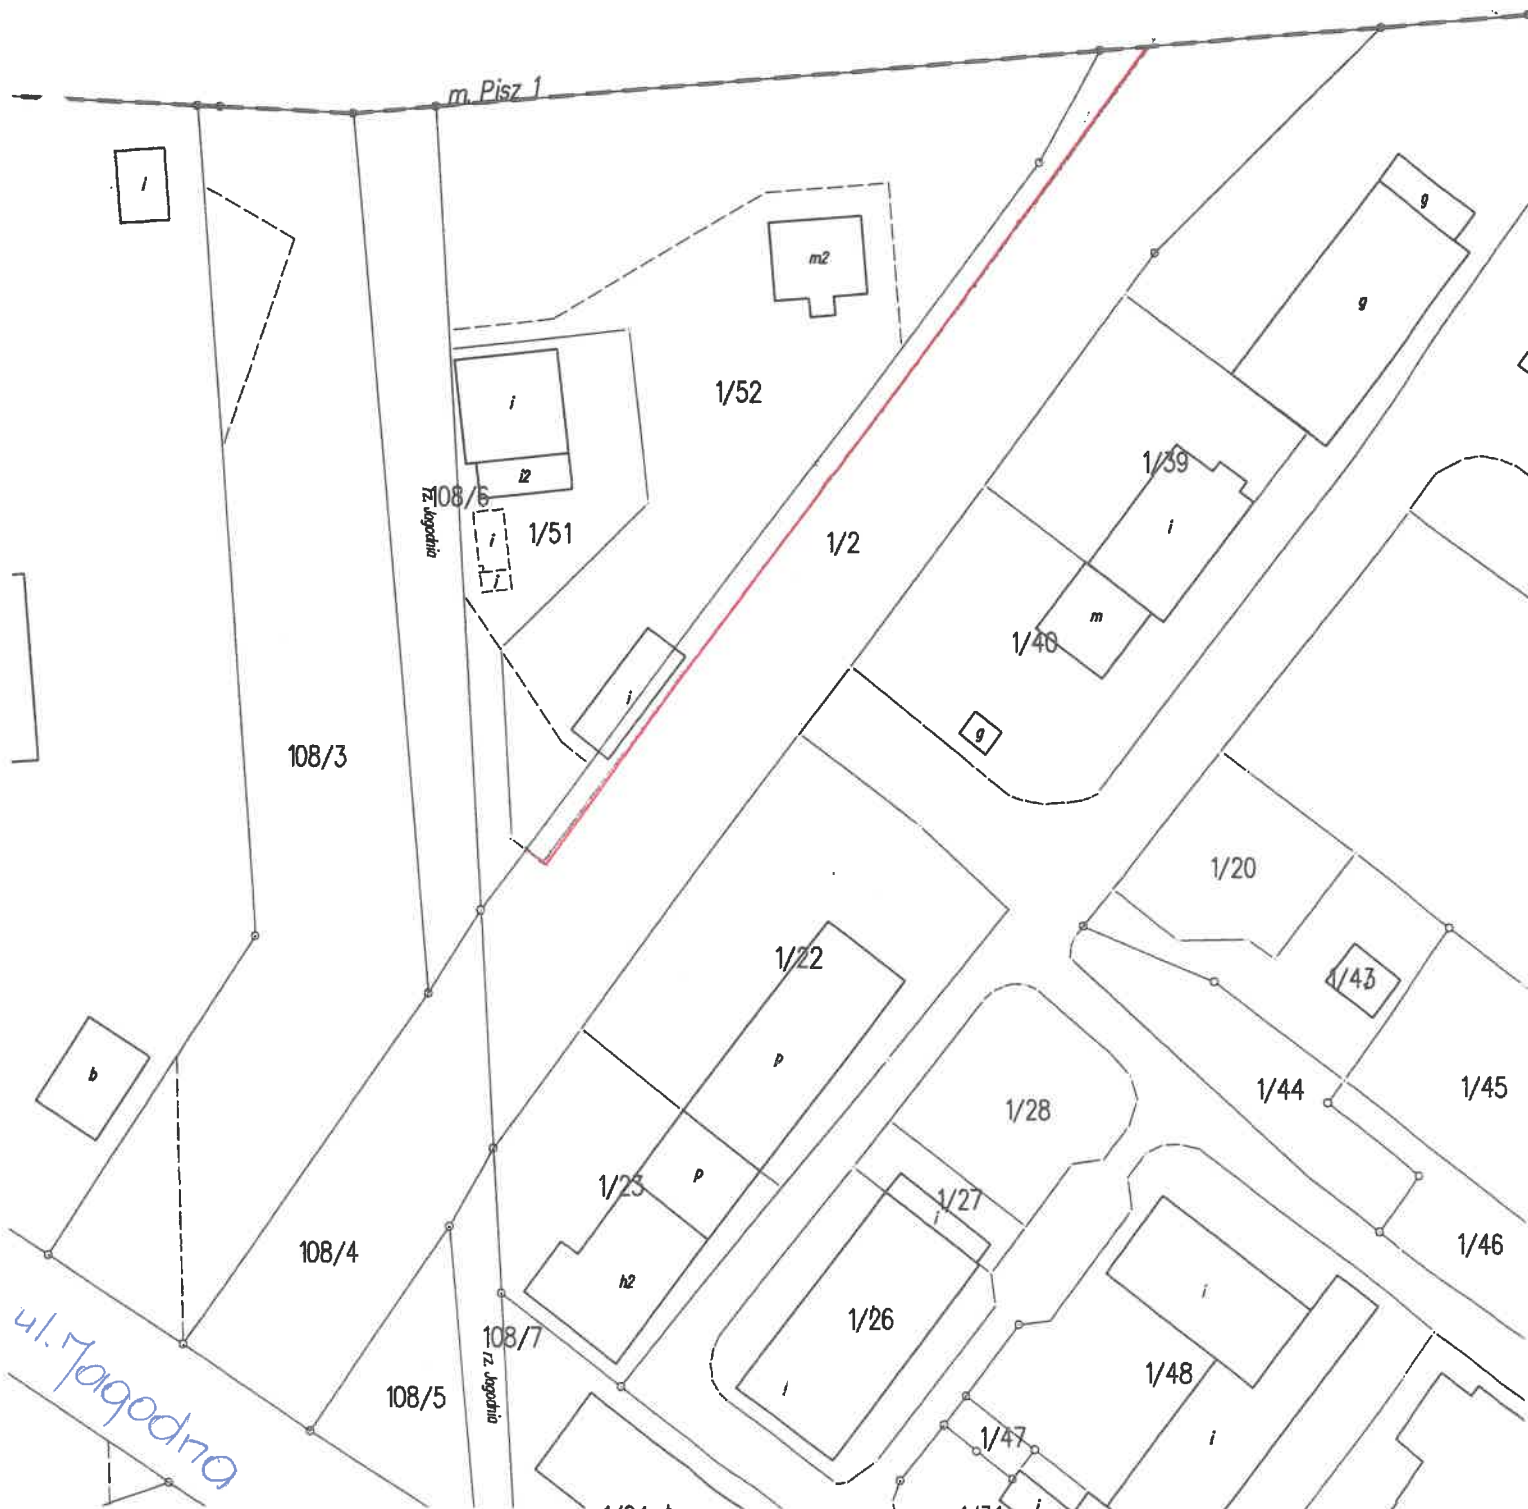 m. Pisz 1
i
g
m2
g
1/52
i
1/39
i2
108/6
rz. Jagodnia
i
1/51
i
1/2
i
m
1/40
i
g
108/3
1/20
1/22
1/43
p
b
1/44
1/45
1/28
p
1/23
1/27
i
108/4
1/46
h2
i
1/26
ul. Jagodna
108/7
rz. Jagodnia
1/48
108/5
i
1/47
i
i